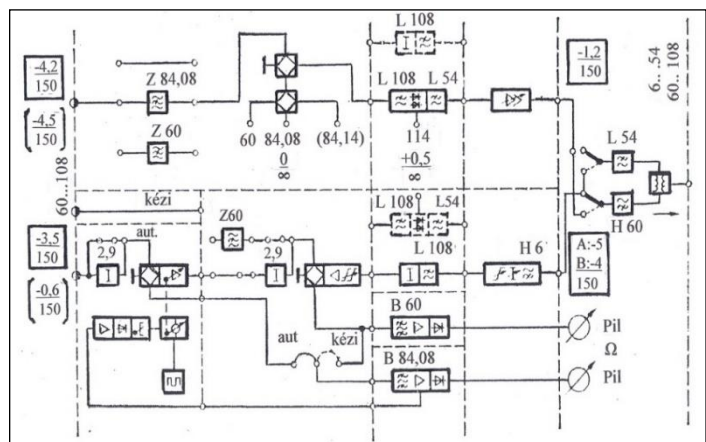 L 108
-4,2
150
-4,5
150
Z 84,08
Z 60
60 84,08 (84,14)
0
∞
L 108 L 54
114
+0,5
∞
-1,2
150
6...54
60...108
L 54
H 60
60...108
kézi
aut.
-3,5
150
-0,6
150
2,9
Z60
2,9
L 108 L54
L 108
H 6
A:-5
B:-4
150
B 60
Pil
aut
kézi
Ω
B 84,08
Pil